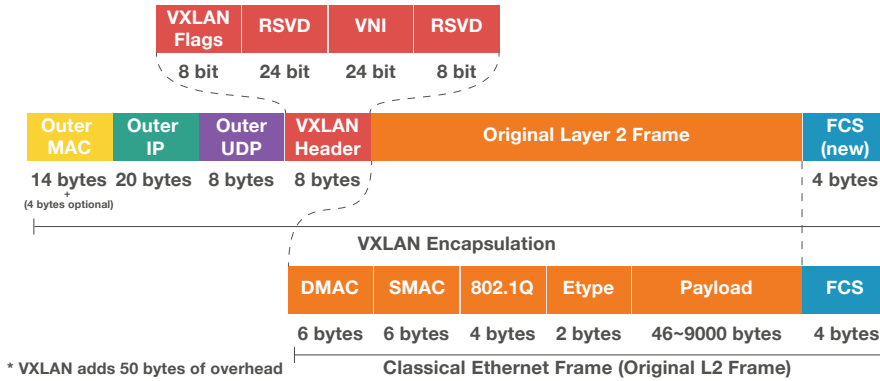 VXLAN Flags RSVD VNI RSVD
8 bit 24 bit 24 bit 8 bit
Outer MAC Outer IP Outer UDP VXLAN Header Original Layer 2 Frame FCS (new)
14 bytes 20 bytes 8 bytes 8 bytes 4 bytes
+
(4 bytes optional)
VXLAN Encapsulation
DMAC SMAC 802.1Q Etype Payload FCS
6 bytes 6 bytes 4 bytes 2 bytes 46~9000 bytes 4 bytes
* VXLAN adds 50 bytes of overhead
Classical Ethernet Frame (Original L2 Frame)